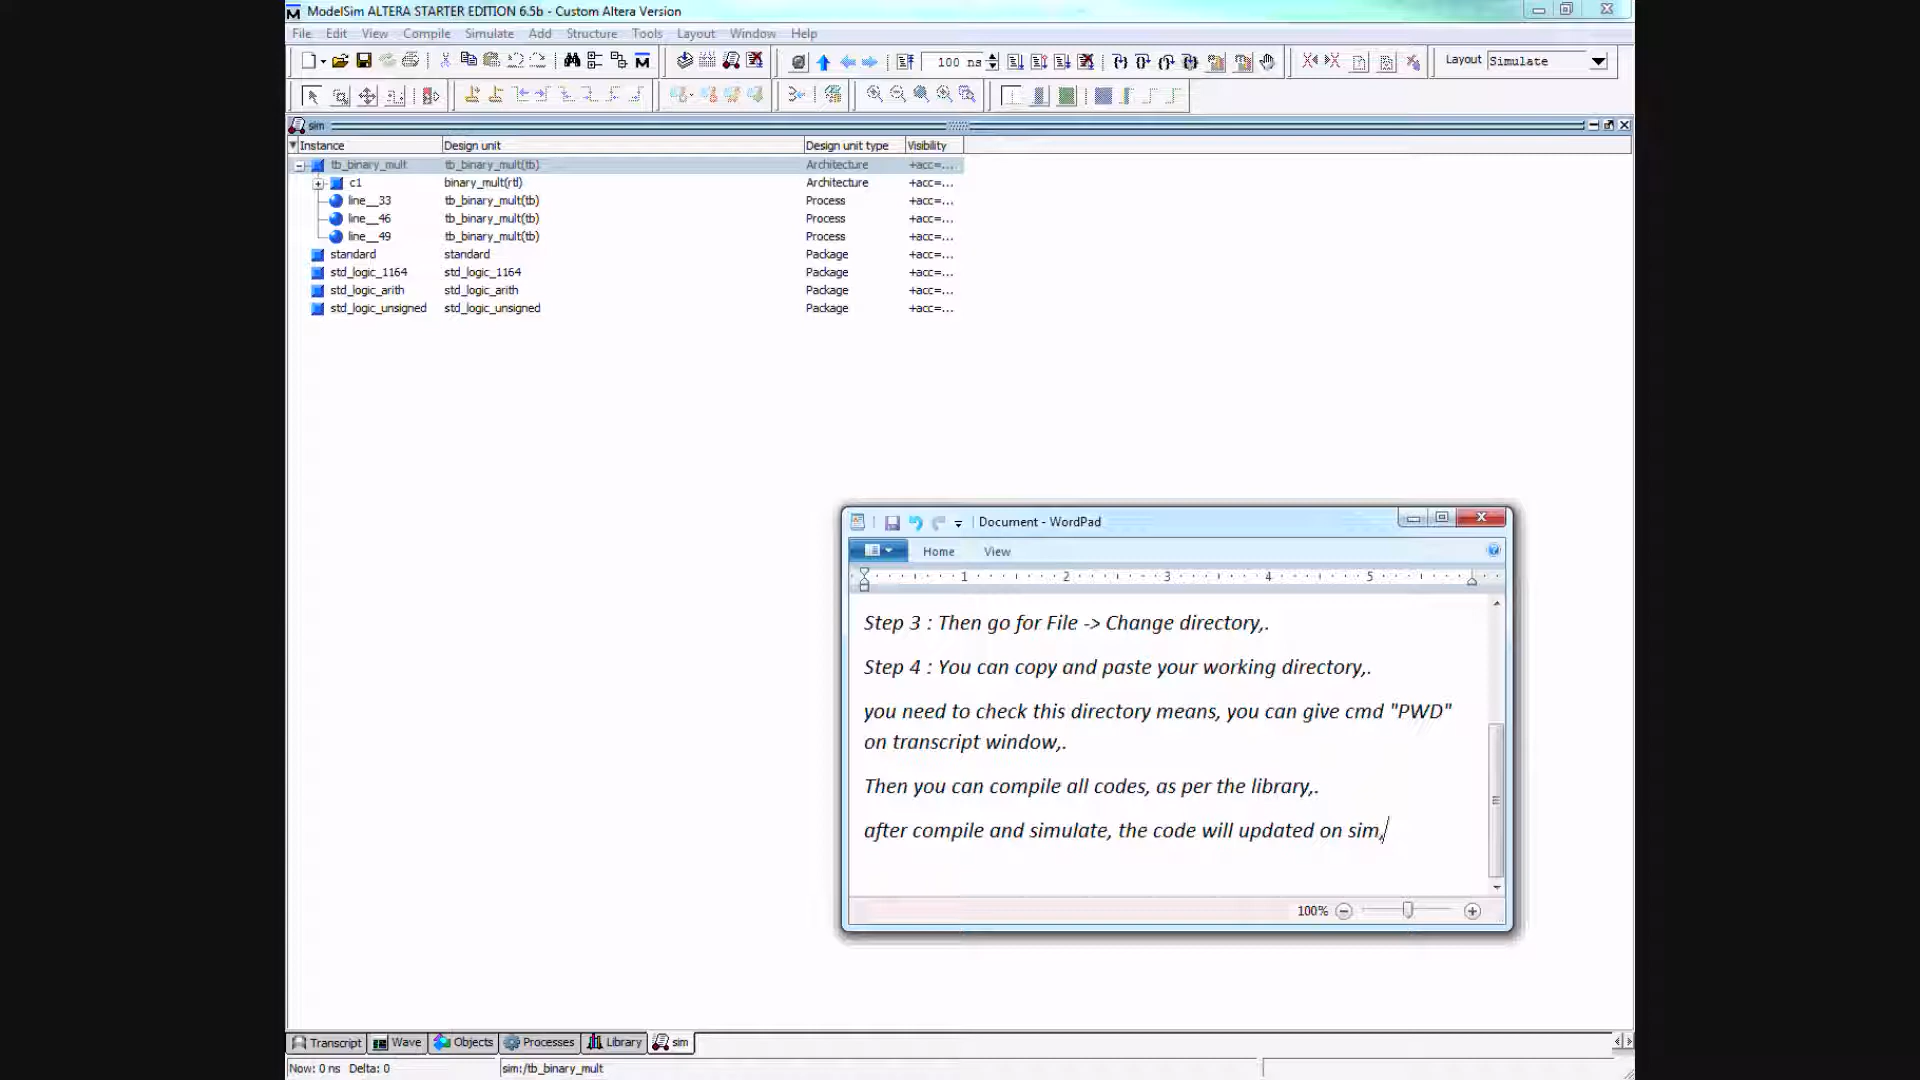 ModelSim ALTERA STARTER EDITION 6.5b - Custom Altera Version
File Edit View Compile Simulate Add Structure Tools Layout Window Help
100 ns Layout Simulate
sim
Instance Design unit Design unit type Visibility
tb_binary_mult tb_binary_mult(tb) Architecture +acc=...
c1 binary_mult(rtl) Architecture +acc=...
line__33 tb_binary_mult(tb) Process +acc=...
line__46 tb_binary_mult(tb) Process +acc=...
line__49 tb_binary_mult(tb) Process +acc=...
standard standard Package +acc=...
std_logic_1164 std_logic_1164 Package +acc=...
std_logic_arith std_logic_arith Package +acc=...
std_logic_unsigned std_logic_unsigned Package +acc=...
Document - WordPad
Home View
1 2 3 4 5
Step 3 : Then go for File -> Change directory,.
Step 4 : You can copy and paste your working directory,.
you need to check this directory means, you can give cmd "PWD"
on transcript window,.
Then you can compile all codes, as per the library,.
after compile and simulate, the code will updated on sim,
100%
Transcript Wave Objects Processes Library sim
Now: 0 ns Delta: 0 sim:/tb_binary_mult